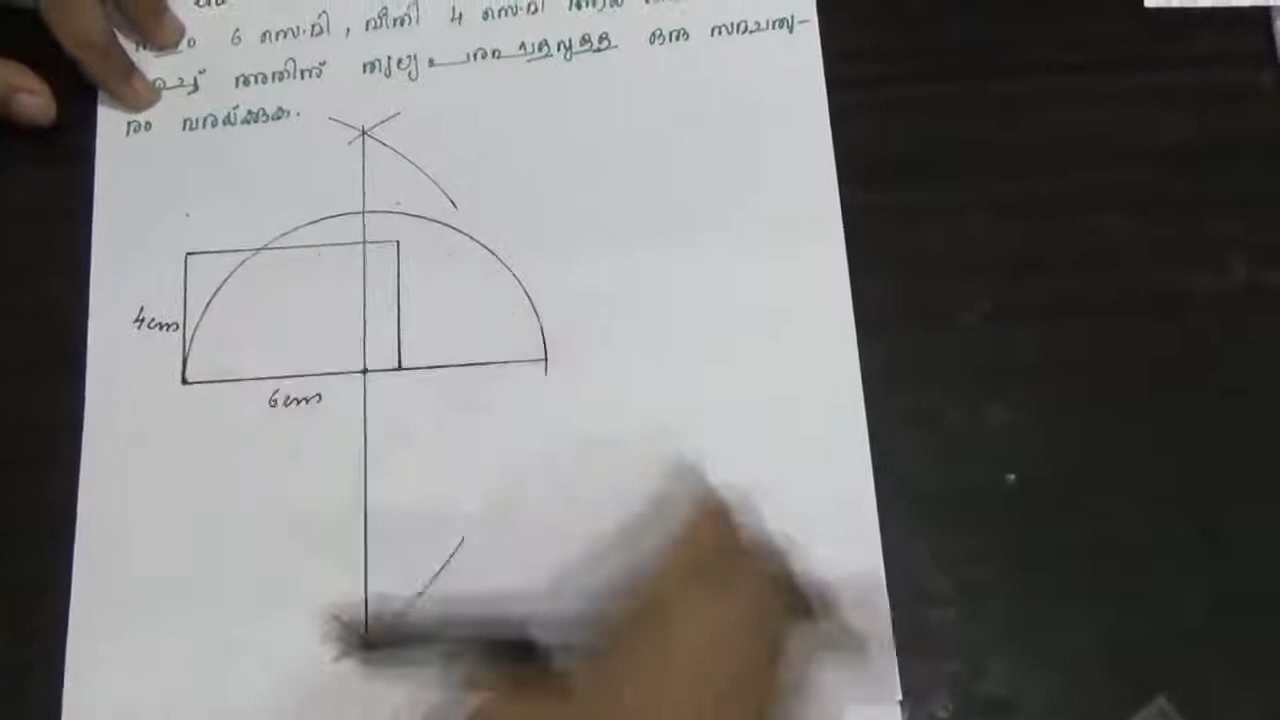 6 സെ.മീ, വീതി 4 സെ.മീ
അതിന് തുല്യ പരപ്പളവുള്ള ഒരു സമചതു-
രം വരയ്ക്കുക.
4cm
6cm